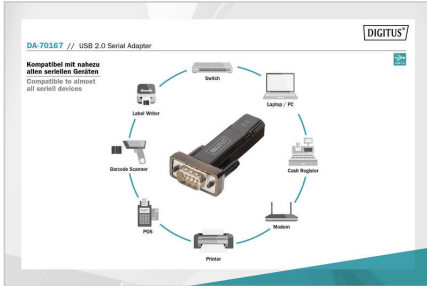 DIGITUS®
DA-70167 // USB 2.0 Serial Adapter
Kompatibel mit nahezu
allen seriellen Geräten
Compatible to almost
all seriell devices
Switch
Label Writer
Laptop / PC
DIGITUS
Barcode Scanner
Cash Register
POS
Modem
Printer